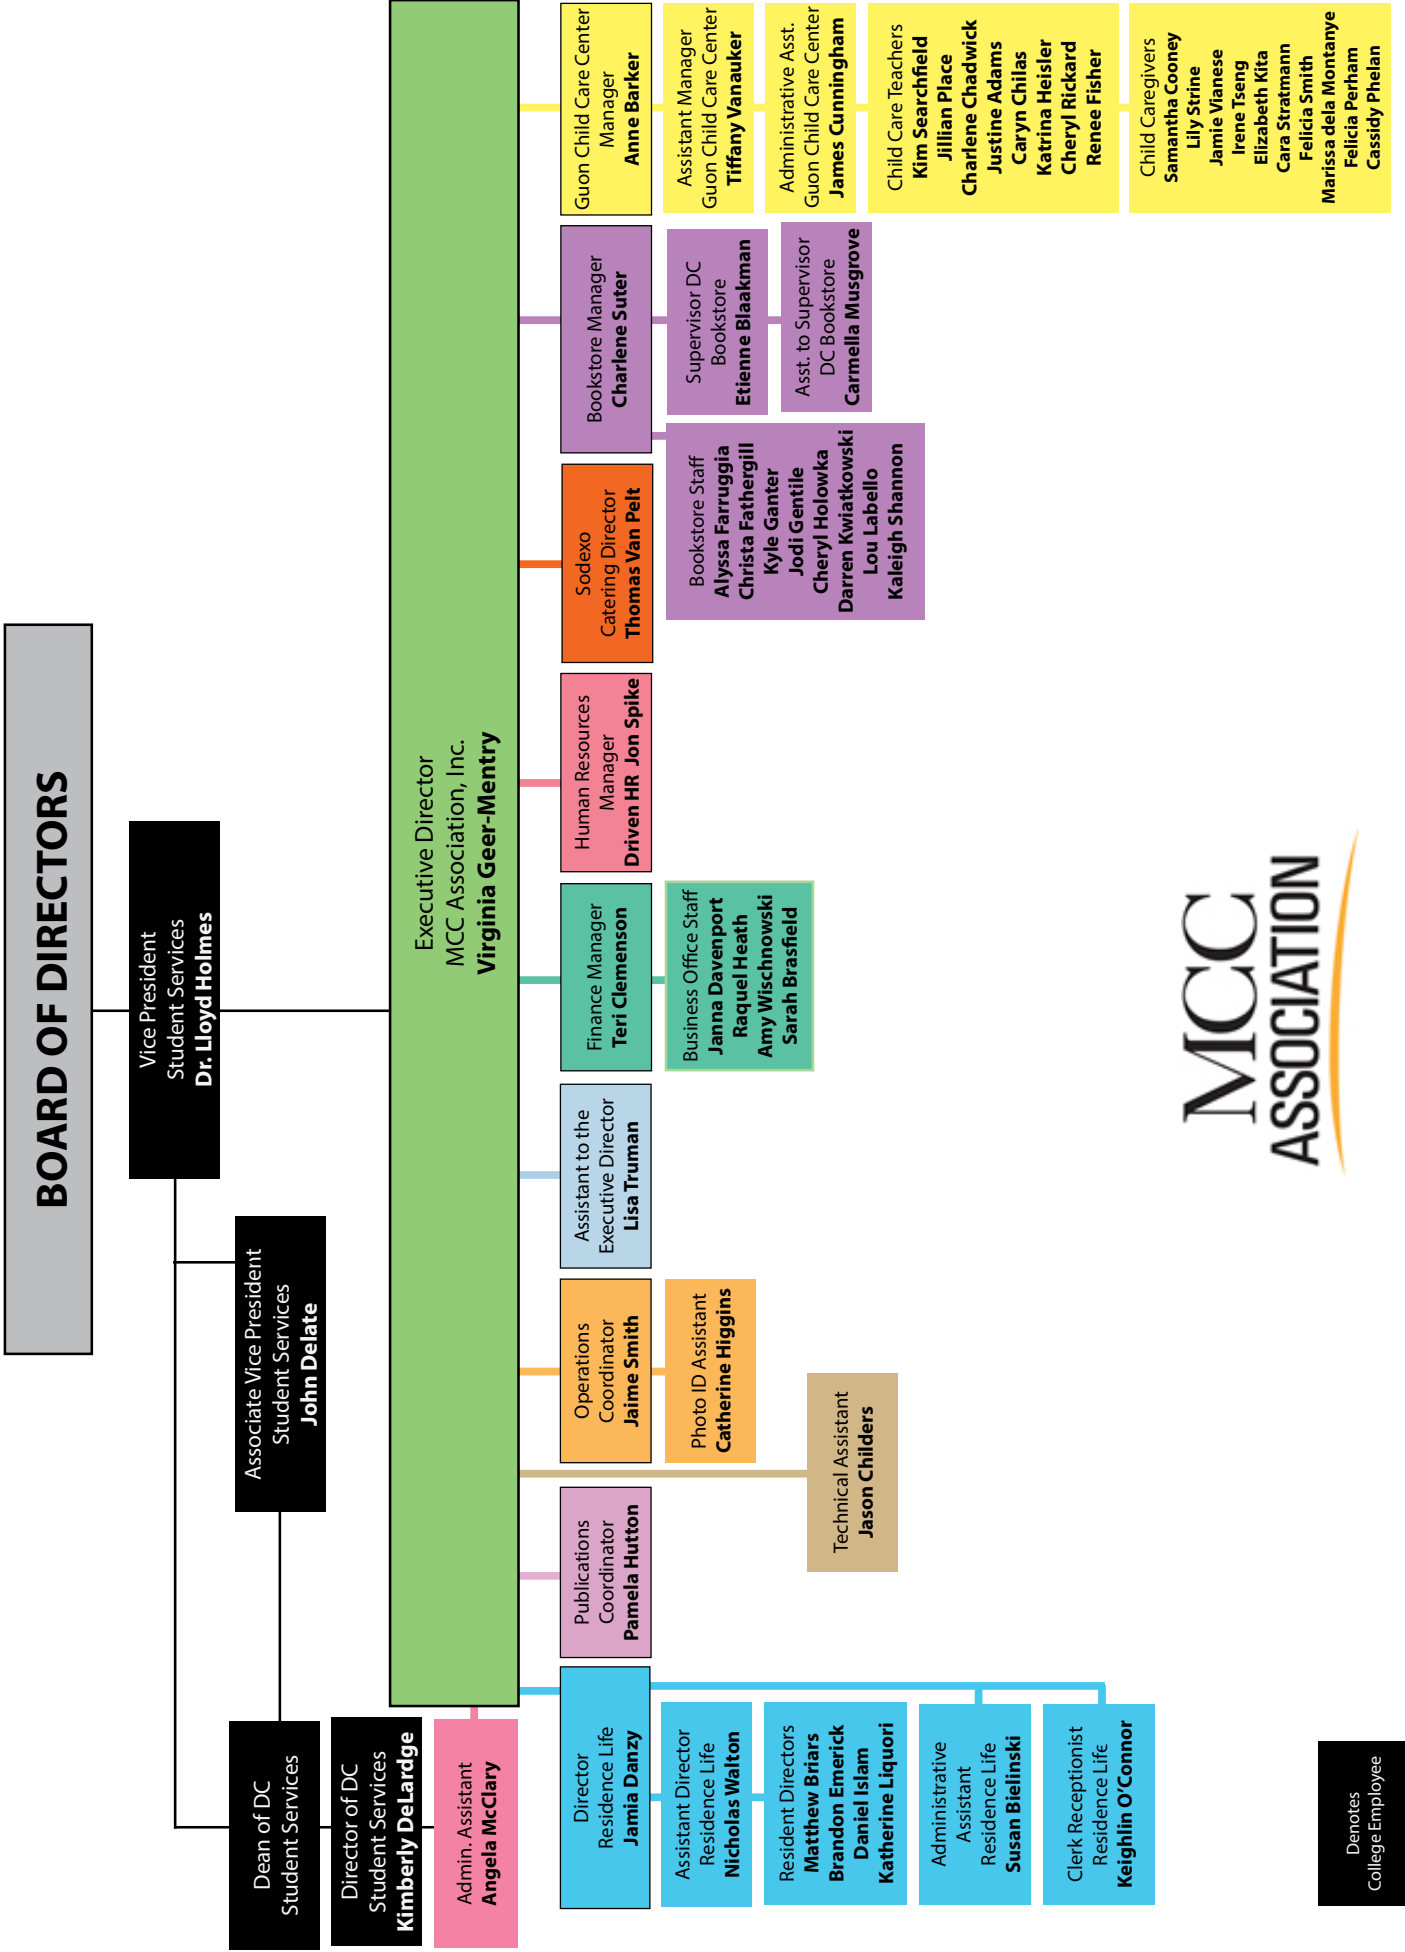 BOARD OF DIRECTORS
Vice President
Student Services
Dr. Lloyd Holmes
Associate Vice President
Student Services
John Delate
Dean of DC
Student Services
Director of DC
Student Services
Kimberly DeLardge
Admin. Assistant
Angela McClary
Executive Director
MCC Association, Inc.
Virginia Geer-Mentry
Director
Residence Life
Jamia Danzy
Assistant Director
Residence Life
Nicholas Walton
Resident Directors
Matthew Briars
Brandon Emerick
Daniel Islam
Katherine Liquori
Administrative
Assistant
Residence Life
Susan Bielinski
Clerk Receptionist
Residence Life
Keighlin O’Connor
Publications
Coordinator
Pamela Hutton
Technical Assistant
Jason Childers
Operations
Coordinator
Jaime Smith
Photo ID Assistant
Catherine Higgins
Assistant to the
Executive Director
Lisa Truman
Finance Manager
Teri Clemenson
Business Office Staff
Janna Davenport
Raquel Heath
Amy Wischnowski
Sarah Brasfield
Human Resources
Manager
Driven HR Jon Spike
Sodexo
Catering Director
Thomas Van Pelt
Bookstore Manager
Charlene Suter
Bookstore Staff
Alyssa Farruggia
Christa Fathergill
Kyle Ganter
Jodi Gentile
Cheryl Holowka
Darren Kwiatkowski
Lou Labello
Kaleigh Shannon
Supervisor DC
Bookstore
Etienne Blaakman
Asst. to Supervisor
DC Bookstore
Carmella Musgrove
Guon Child Care Center
Manager
Anne Barker
Assistant Manager
Guon Child Care Center
Tiffany Vanauker
Administrative Asst.
Guon Child Care Center
James Cunningham
Child Care Teachers
Kim Searchfield
Jillian Place
Charlene Chadwick
Justine Adams
Caryn Chilas
Katrina Heisler
Cheryl Rickard
Renee Fisher
Child Caregivers
Samantha Cooney
Lily Strine
Jamie Vianese
Irene Tseng
Elizabeth Kita
Cara Stratmann
Felicia Smith
Marissa dela Montanye
Felicia Perham
Cassidy Phelan
Denotes
College Employee
MCC
ASSOCIATION